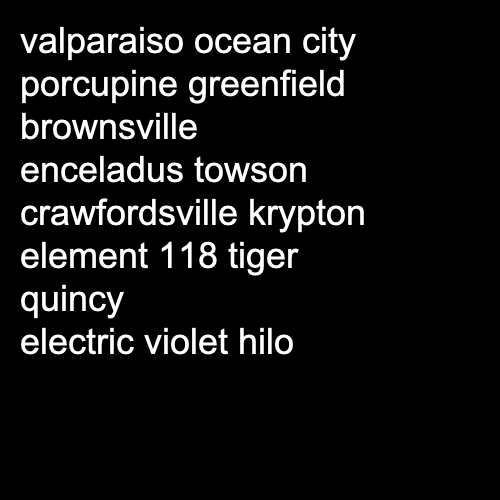 valparaiso ocean city
porcupine greenfield
brownsville
enceladus towson
crawfordsville krypton
element 118 tiger
quincy
electric violet hilo